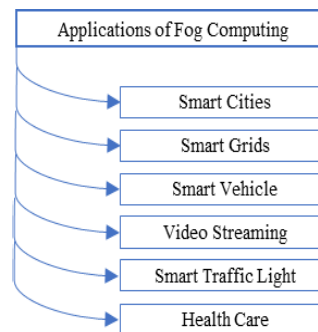 Applications of Fog Computing
Smart Cities
Smart Grids
Smart Vehicle
Video Streaming
Smart Traffic Light
Health Care